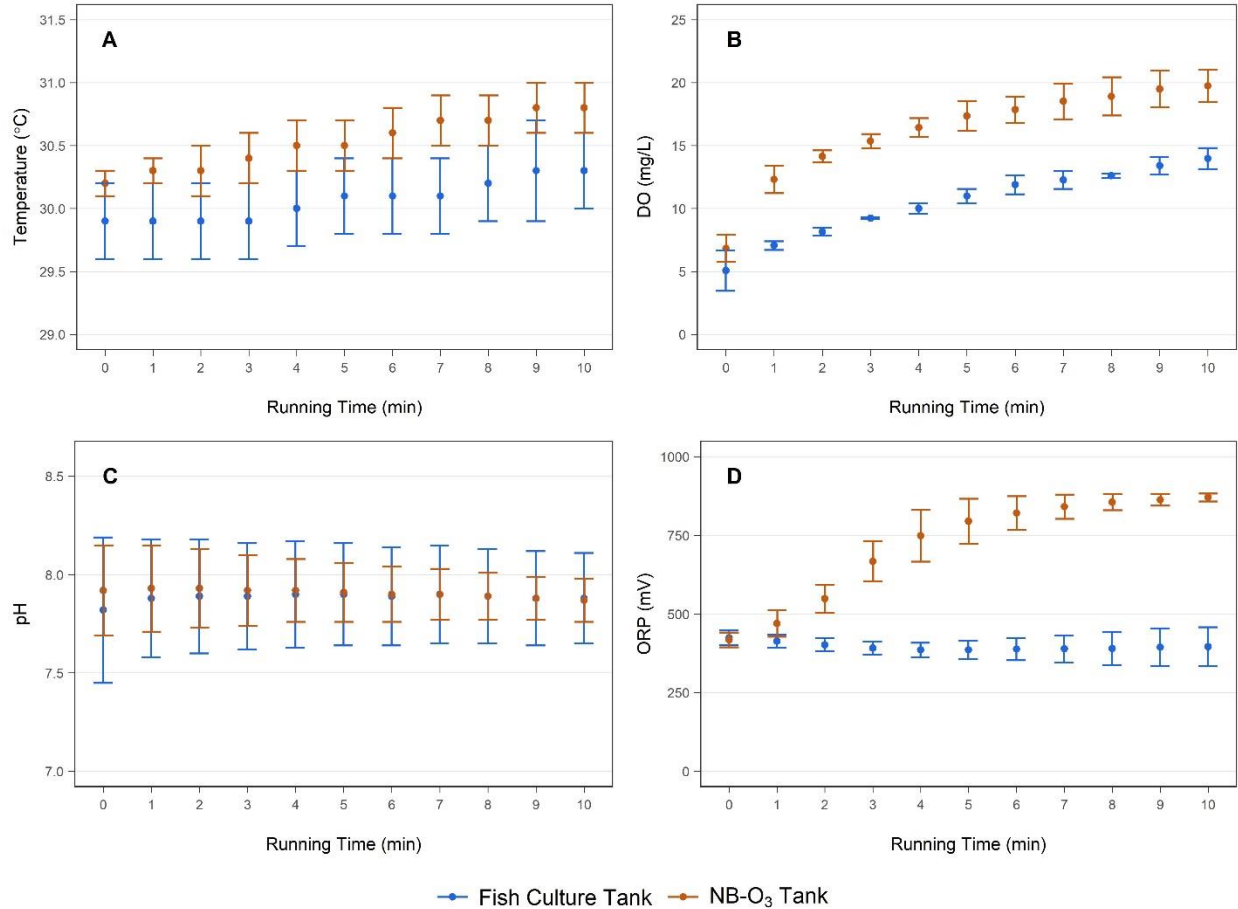 A
Temperature (°C)
31.5
31.0
30.5
30.0
29.5
29.0
0 1 2 3 4 5 6 7 8 9 10
Running Time (min)
B
DO (mg/L)
25
20
15
10
5
0
0 1 2 3 4 5 6 7 8 9 10
Running Time (min)
C
pH
8.5
8.0
7.5
7.0
0 1 2 3 4 5 6 7 8 9 10
Running Time (min)
D
ORP (mV)
1000
750
500
250
0
0 1 2 3 4 5 6 7 8 9 10
Running Time (min)
Fish Culture Tank NB-O₃ Tank